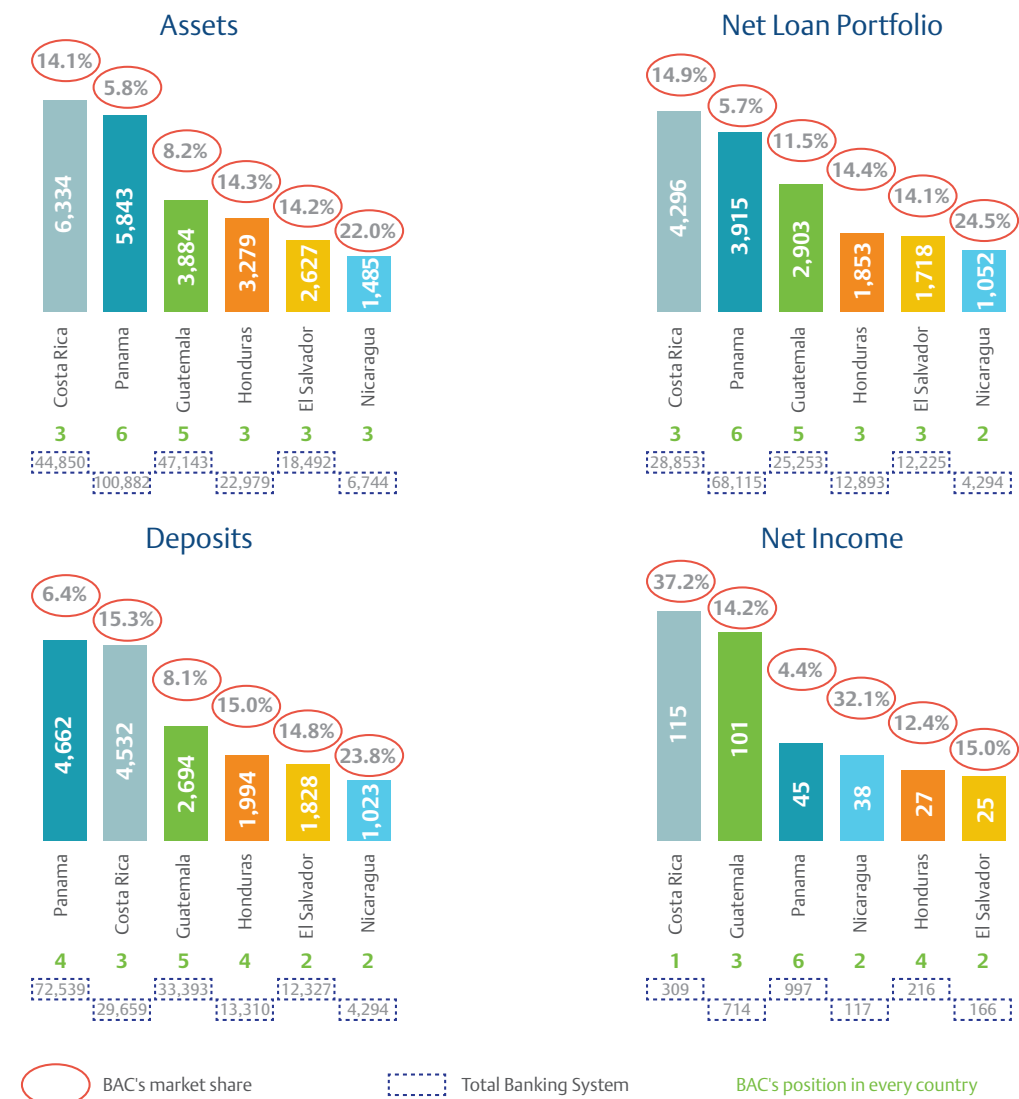 Assets
14.1%
5.8%
8.2%
14.3%
14.2%
22.0%
6,334
5,843
3,884
3,279
2,627
1,485
Costa Rica
Panama
Guatemala
Honduras
El Salvador
Nicaragua
3 6 5 3 3 3
44,850 47,143 18,492
100,882 22,979 6,744
Net Loan Portfolio
14.9%
5.7%
11.5%
14.4%
14.1%
24.5%
4,296
3,915
2,903
1,853
1,718
1,052
Costa Rica
Panama
Guatemala
Honduras
El Salvador
Nicaragua
3 6 5 3 3 2
28,853 25,253 12,225
68,115 12,893 4,294
Deposits
6.4%
15.3%
8.1%
15.0%
14.8%
23.8%
4,662
4,532
2,694
1,994
1,828
1,023
Panama
Costa Rica
Guatemala
Honduras
El Salvador
Nicaragua
4 3 5 4 2 2
72,539 33,393 12,327
29,659 13,310 4,294
Net Income
37.2%
14.2%
4.4%
32.1%
12.4%
15.0%
115
101
45
38
27
25
Costa Rica
Guatemala
Panama
Nicaragua
Honduras
El Salvador
1 3 6 2 4 2
309 997 216
714 117 166
BAC's market share
Total Banking System
BAC's position in every country